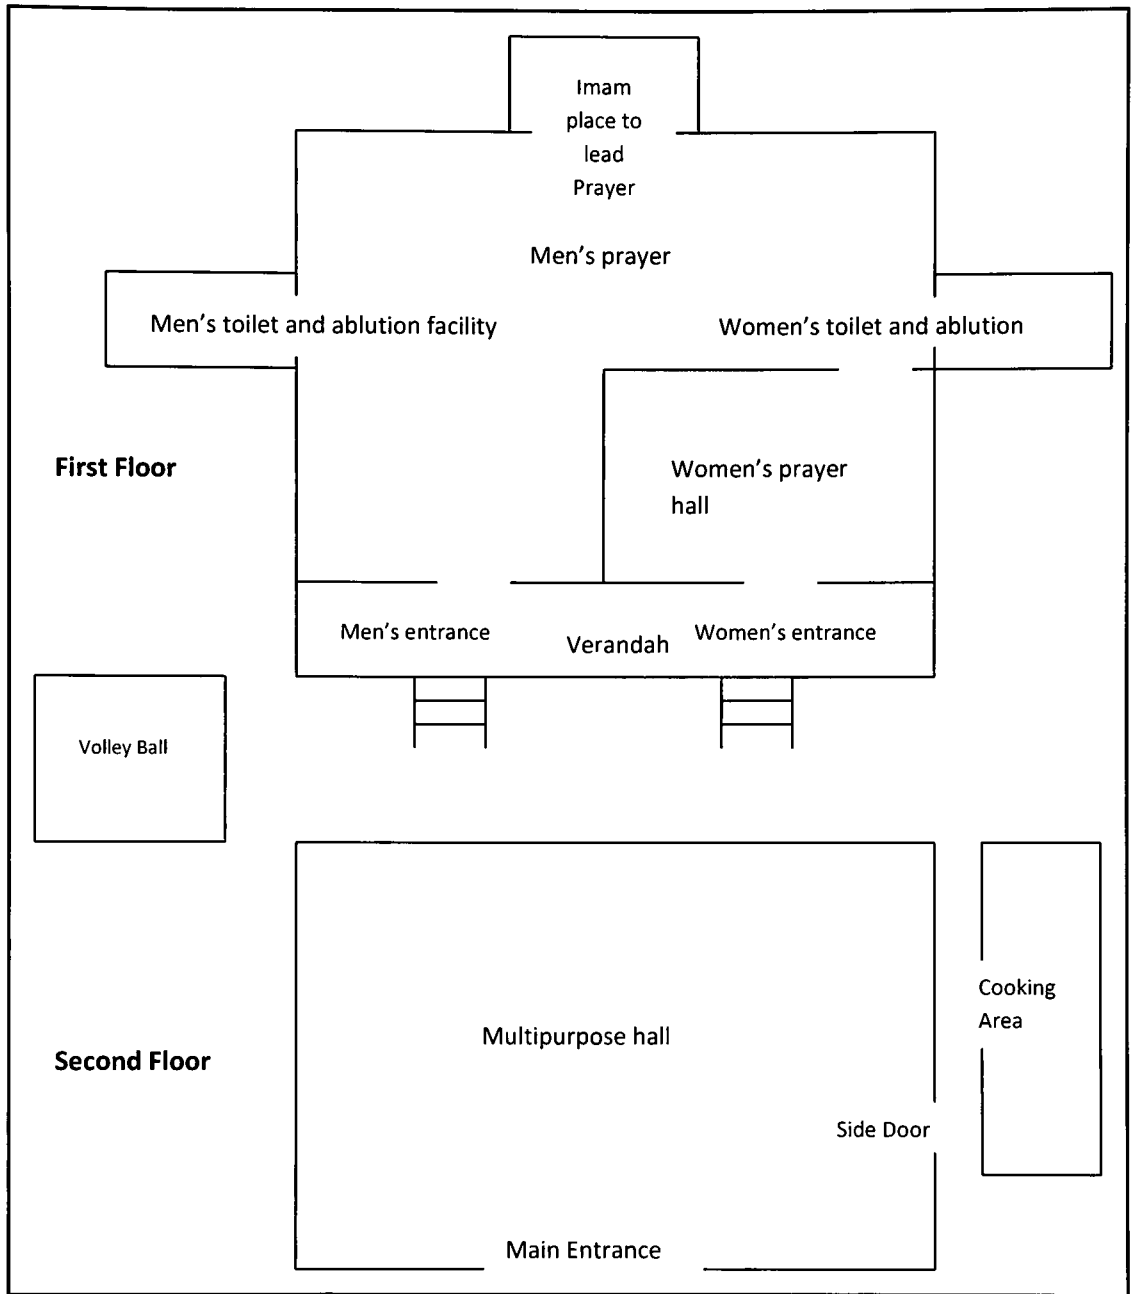 Imam
place to
lead
Prayer
Men's prayer
Men's toilet and ablution facility
Women's toilet and ablution
First Floor
Women's prayer
hall
Men's entrance
Verandah
Women's entrance
Volley Ball
Cooking
Area
Multipurpose hall
Second Floor
Side Door
Main Entrance